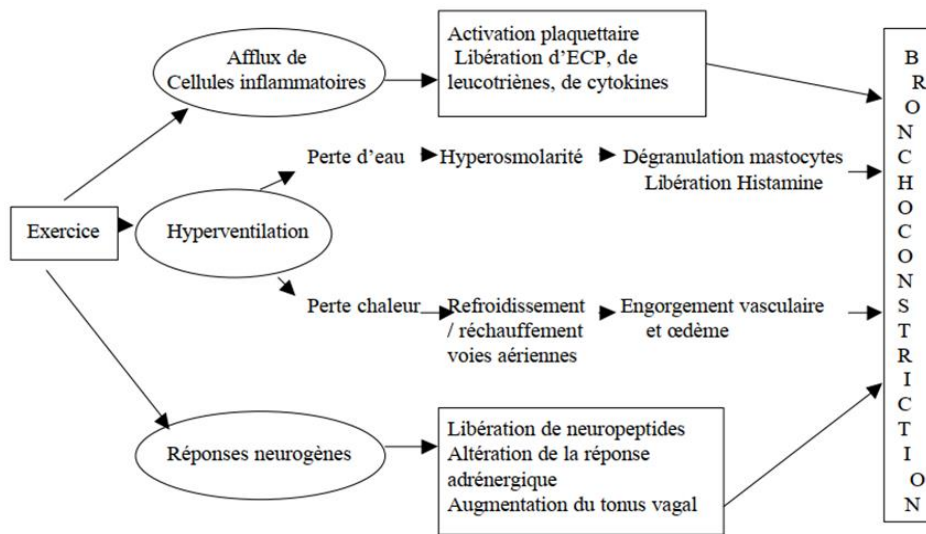 Afflux de
Cellules inflammatoires
Activation plaquettaire
Libération d'ECP, de
leucotriènes, de cytokines
Perte d'eau
Hyperosmolarité
Dégranulation mastocytes
Libération Histamine
Exercice
Hyperventilation
Perte chaleur
Refroidissement
/ réchauffement
voies aériennes
Engorgement vasculaire
et œdème
Réponses neurogènes
Libération de neuropeptides
Altération de la réponse
adrénergique
Augmentation du tonus vagal
B
R
O
N
C
H
O
C
O
N
S
T
R
I
C
T
I
O
N